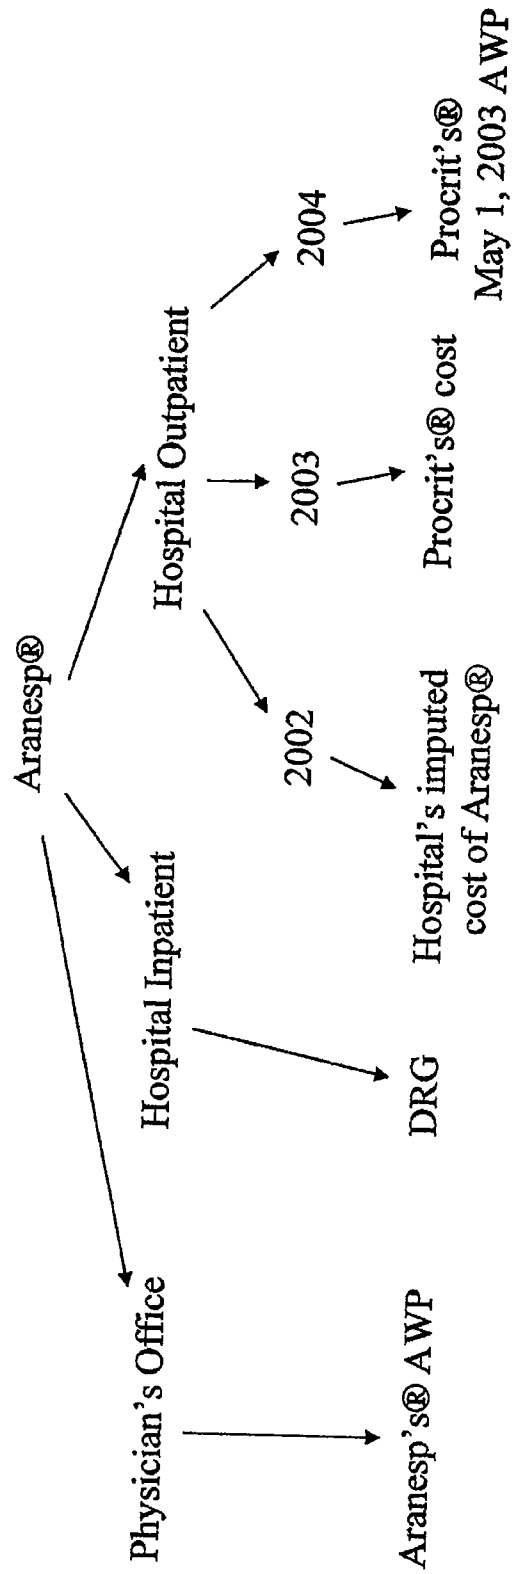 Aranesp®
Physician's Office
Hospital Inpatient
Hospital Outpatient
2002
2003
2004
Aranesp's® AWP
DRG
Hospital's imputed
cost of Aranesp®
Procrit's® cost
Procrit's®
May 1, 2003 AWP